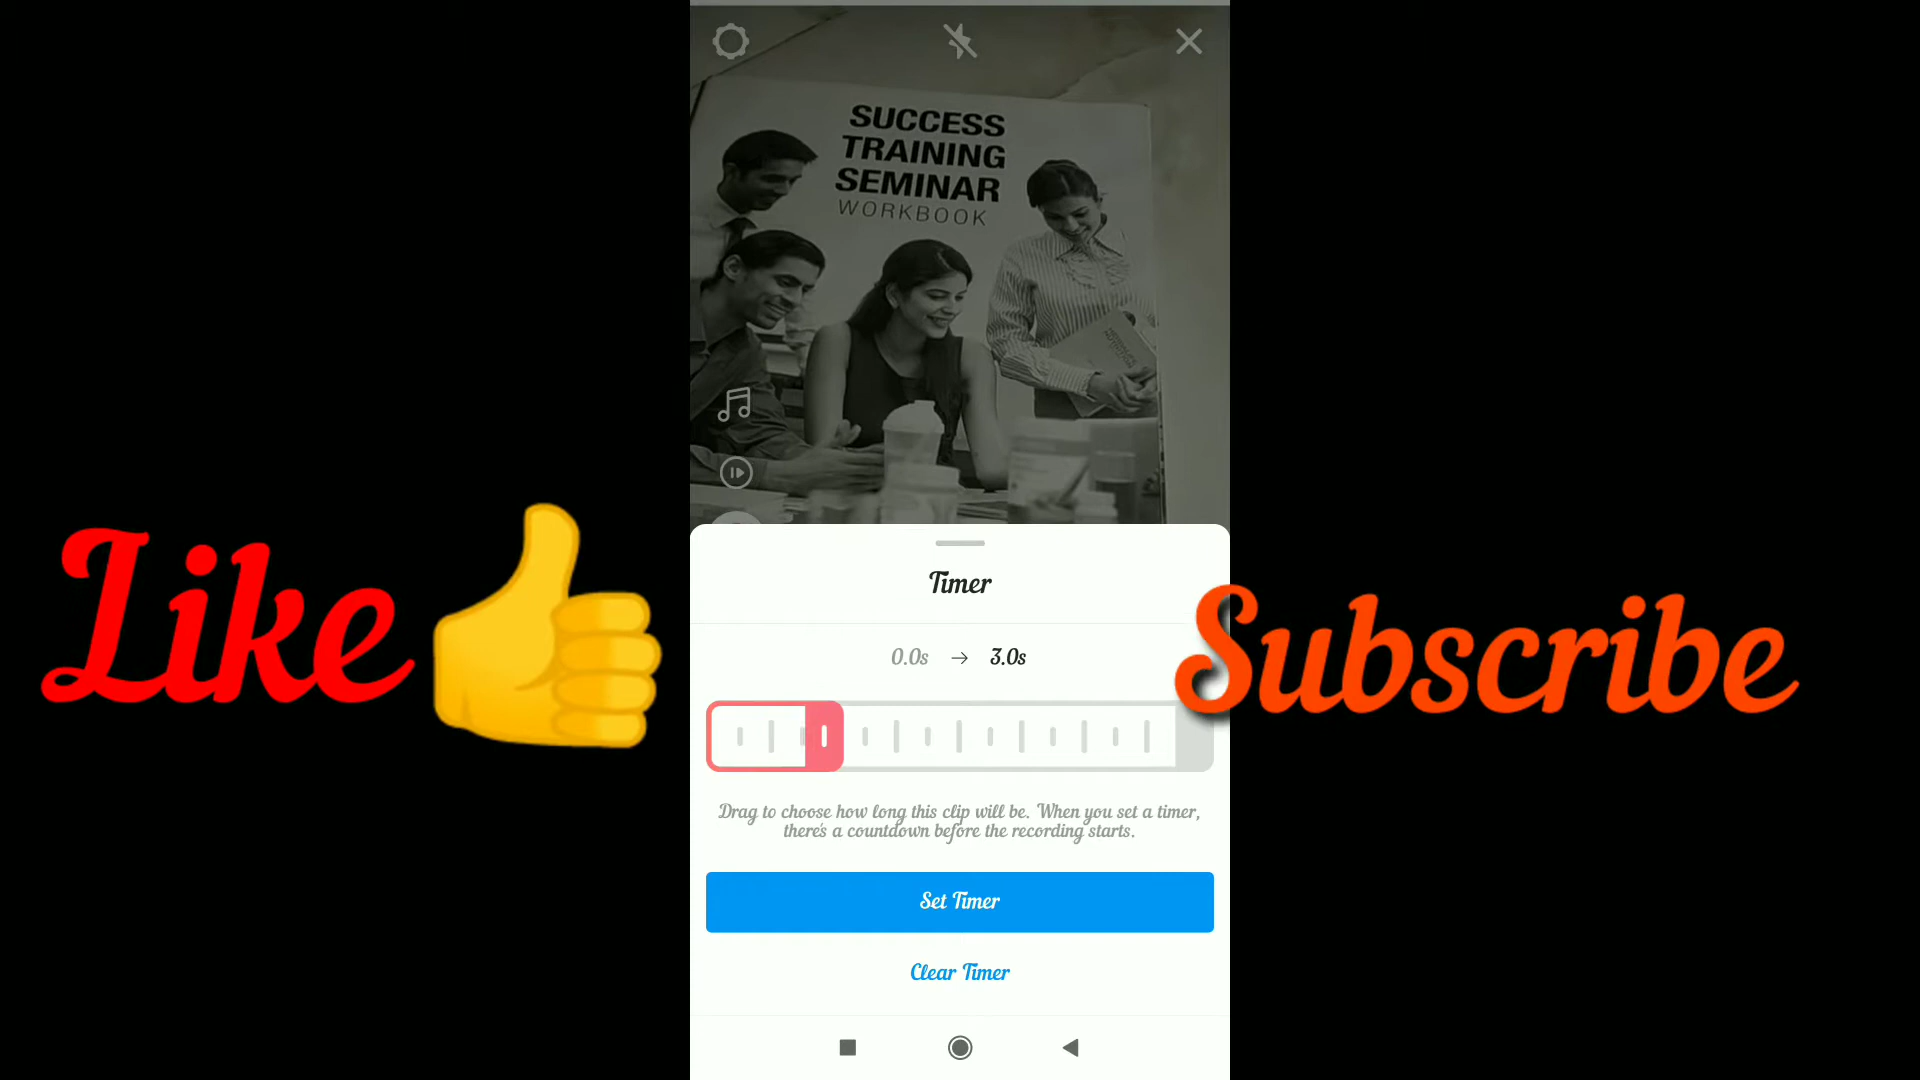 SUCCESS
TRAINING
SEMINAR
WORKBOOK
Like
Subscribe
Timer
0.0s → 3.0s
Drag to choose how long this clip will be. When you set a timer,
there's a countdown before the recording starts.
Set Timer
Clear Timer